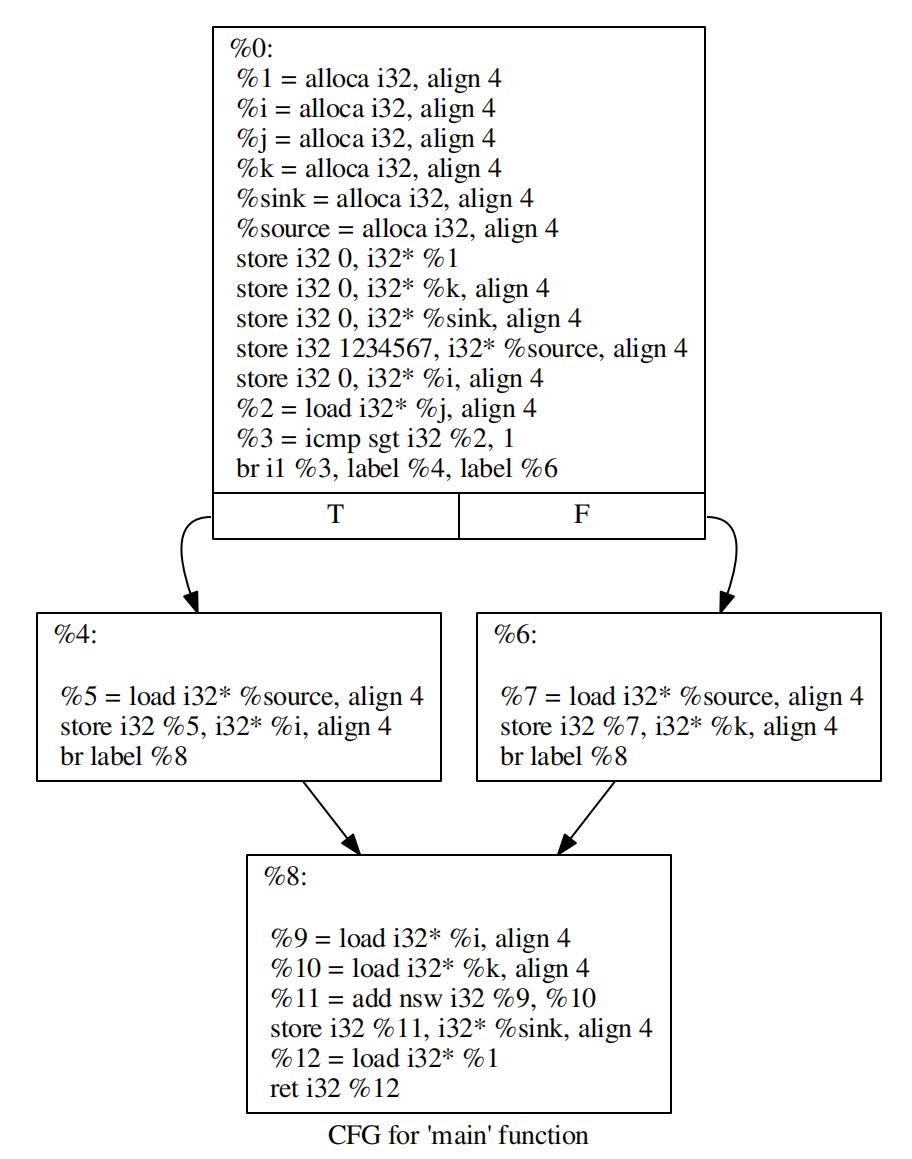 %0:
%1 = alloca i32, align 4
%i = alloca i32, align 4
%j = alloca i32, align 4
%k = alloca i32, align 4
%sink = alloca i32, align 4
%source = alloca i32, align 4
store i32 0, i32* %1
store i32 0, i32* %k, align 4
store i32 0, i32* %sink, align 4
store i32 1234567, i32* %source, align 4
store i32 0, i32* %i, align 4
%2 = load i32* %j, align 4
%3 = icmp sgt i32 %2, 1
br i1 %3, label %4, label %6
T
F
%4:
%5 = load i32* %source, align 4
store i32 %5, i32* %i, align 4
br label %8
%6:
%7 = load i32* %source, align 4
store i32 %7, i32* %k, align 4
br label %8
%8:
%9 = load i32* %i, align 4
%10 = load i32* %k, align 4
%11 = add nsw i32 %9, %10
store i32 %11, i32* %sink, align 4
%12 = load i32* %1
ret i32 %12
CFG for 'main' function